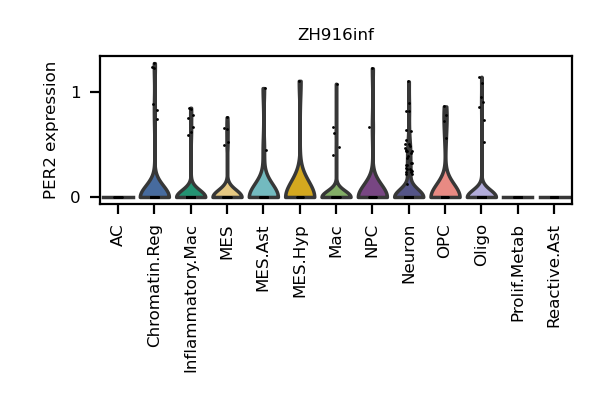 ZH916inf
PER2 expression
1
0
AC
Chromatin.Reg
Inflammatory.Mac
MES
MES.Ast
MES.Hyp
Mac
NPC
Neuron
OPC
Oligo
Prolif.Metab
Reactive.Ast